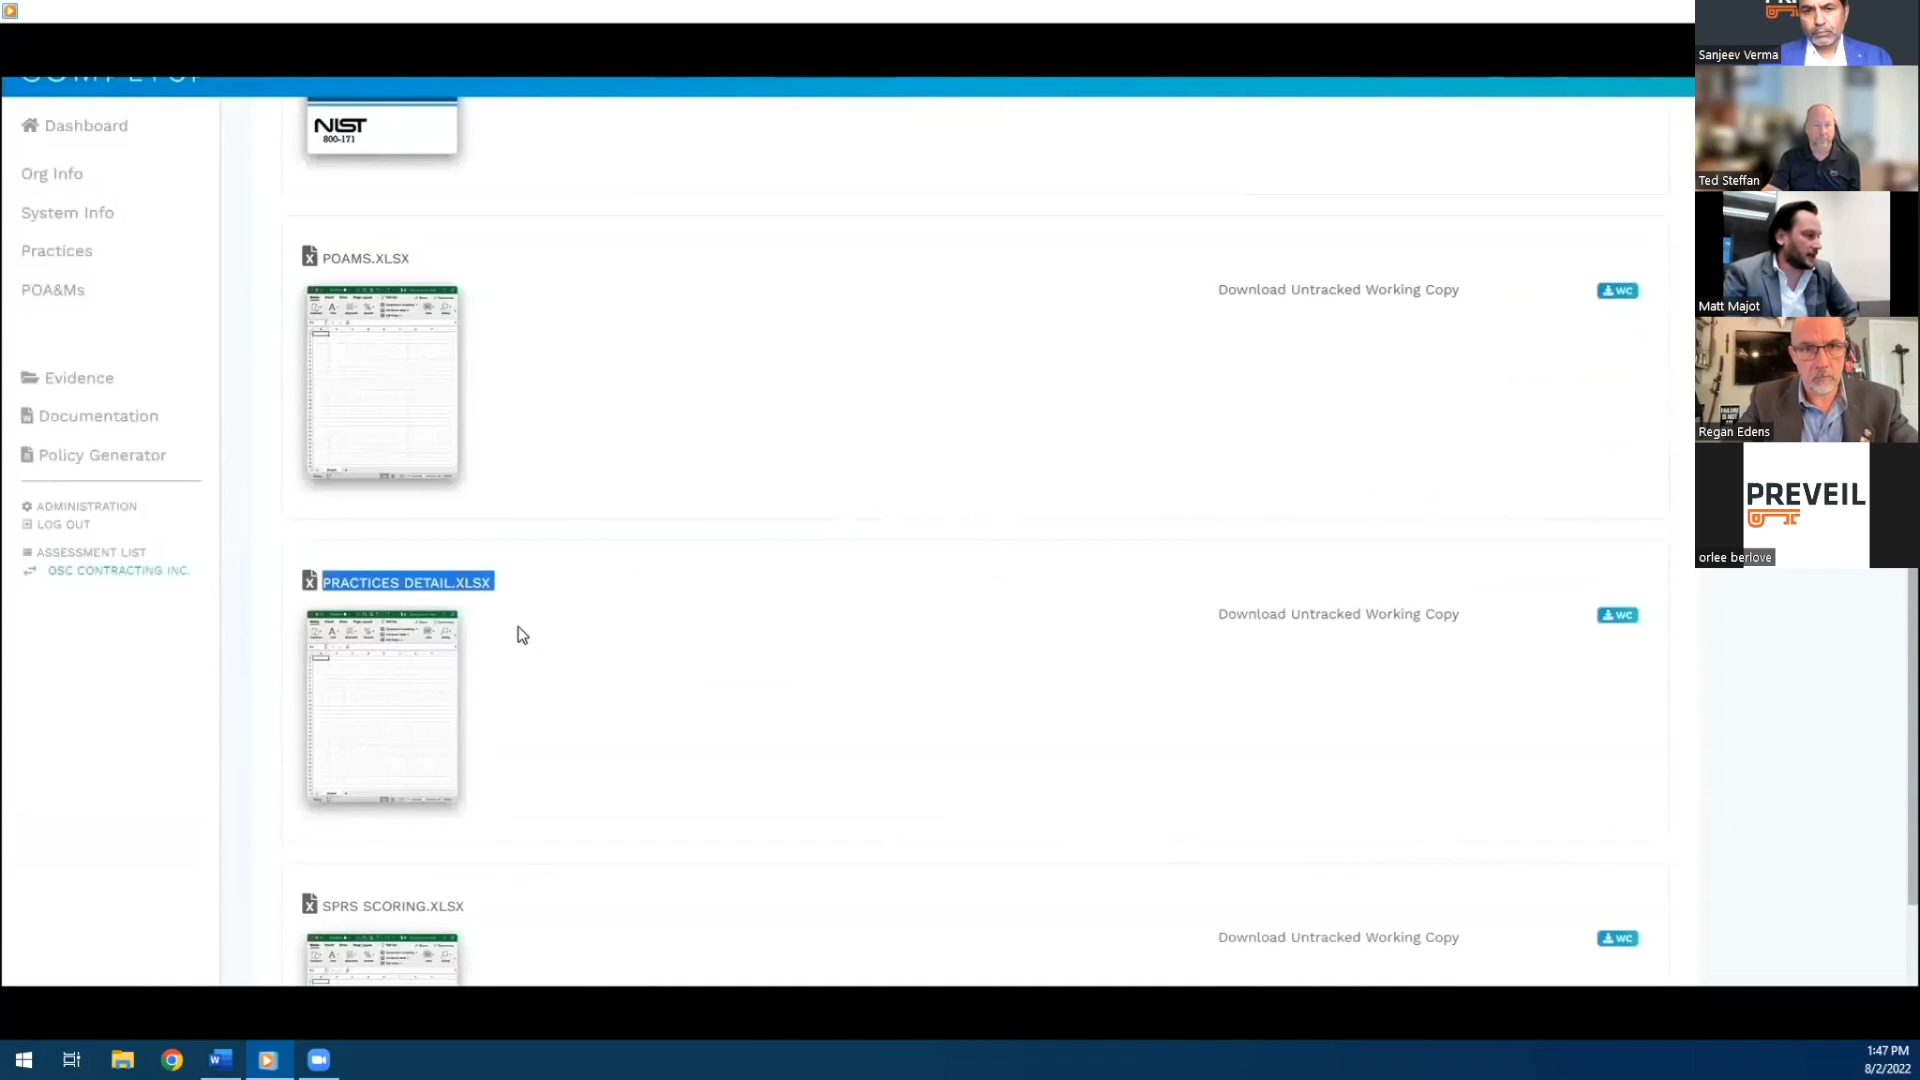 Dashboard
Org Info
System Info
Practices
POA&Ms
Evidence
Documentation
Policy Generator
ADMINISTRATION
LOG OUT
ASSESSMENT LIST
OSC CONTRACTING INC.
NIST
800-171
POAMS.XLSX
Download Untracked Working Copy
WC
PRACTICES DETAIL.XLSX
Download Untracked Working Copy
WC
SPRS SCORING.XLSX
Download Untracked Working Copy
WC
Sanjeev Verma
Ted Steffan
Matt Majot
Regan Edens
PREVEIL
orlee berlove
1:47 PM
8/2/2022